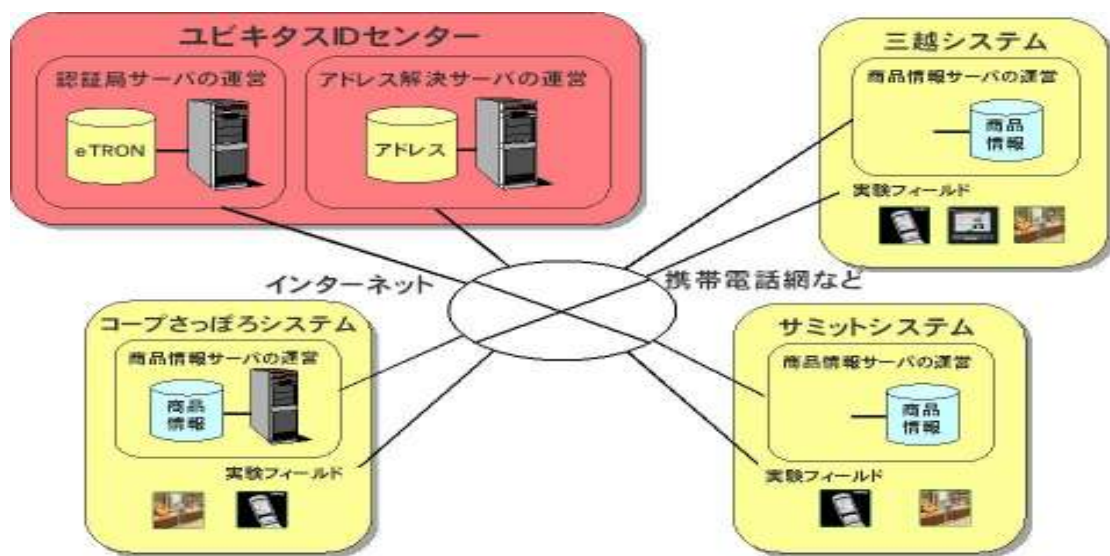 ユビキタスIDセンター
認証局サーバの運営
eTRON
アドレス解決サーバの運営
アドレス
三越システム
商品情報サーバの運営
商品
情報
実験フィールド
インターネット
携帯電話網など
コープさっぽろシステム
商品情報サーバの運営
商品
情報
実験フィールド
サミットシステム
商品情報サーバの運営
商品
情報
実験フィールド